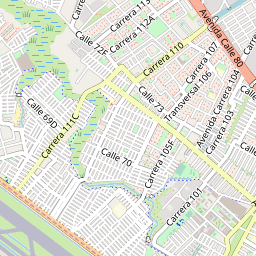 Carrera 113
Carrera 112A
Avenida Calle 80
Calle 72F
Carrera 110
Carrera 107
Transversal 106
Avenida Carrera 104
Calle 73
Calle 69D
Carrera 111C
Carrera 103
Carrera 105F
Calle 70
Carrera 101